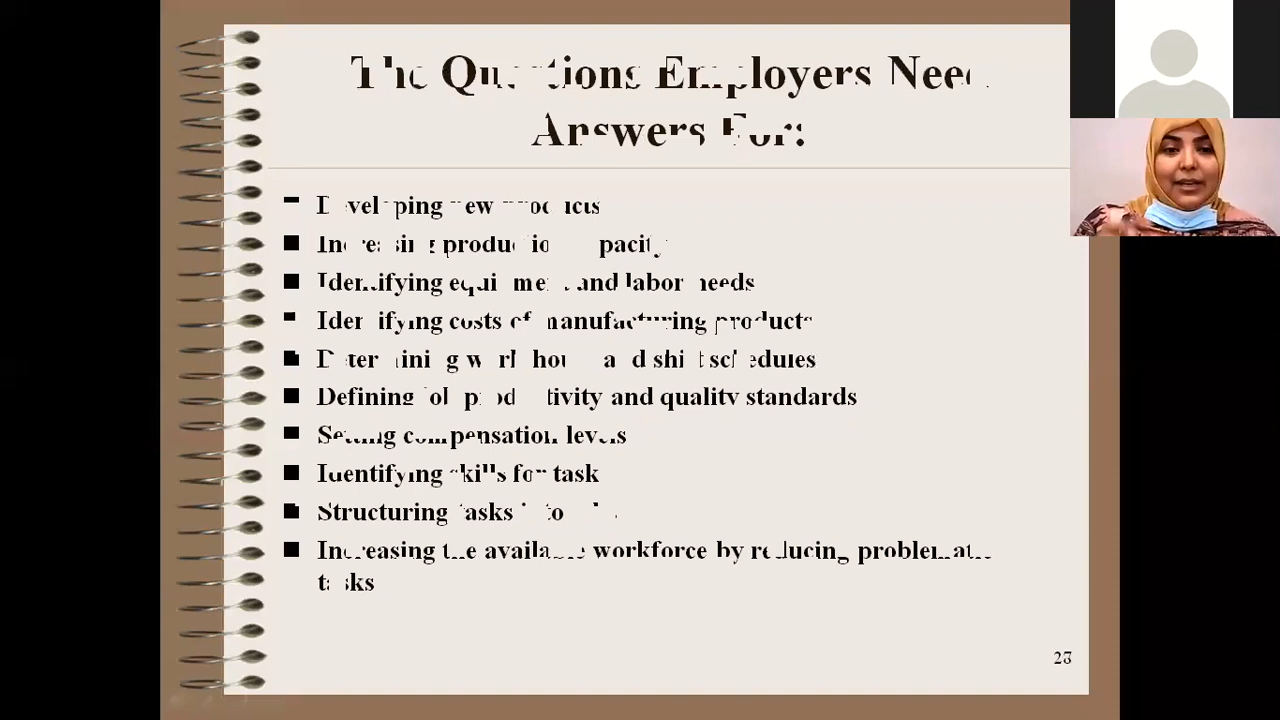 The Questions Employers Need
Answers For:
Developing new products
Increasing production capacity
Identifying equipment and labor needs
Identifying costs of manufacturing products
Determining work hours and shift schedules
Defining job productivity and quality standards
Setting compensation levels
Identifying skills for task
Structuring tasks into
Increasing the available workforce by reducing problematic
tasks
23